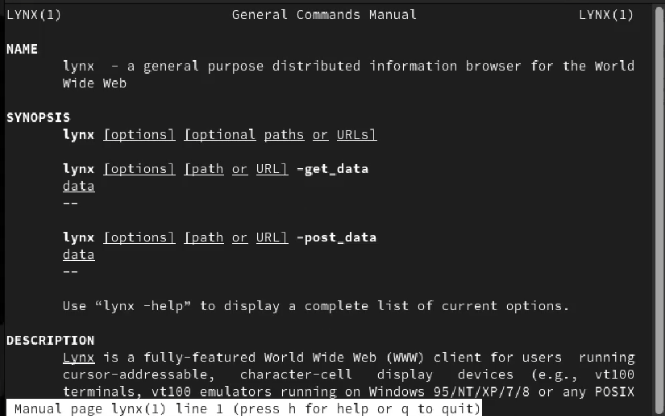 LYNX(1) General Commands Manual LYNX(1)
NAME
lynx - a general purpose distributed information browser for the World
Wide Web
SYNOPSIS
lynx [options] [optional paths or URLs]
lynx [options] [path or URL] -get_data
data
--
lynx [options] [path or URL] -post_data
data
--
Use “lynx -help” to display a complete list of current options.
DESCRIPTION
Lynx is a fully-featured World Wide Web (WWW) client for users running
cursor-addressable, character-cell display devices (e.g., vt100
terminals, vt100 emulators running on Windows 95/NT/XP/7/8 or any POSIX
Manual page lynx(1) line 1 (press h for help or q to quit)